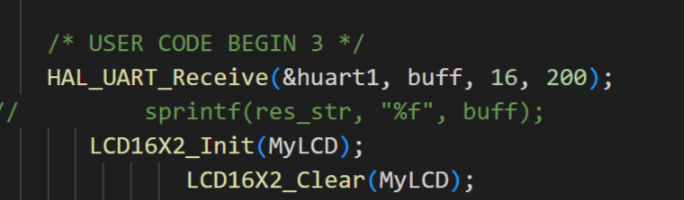 /* USER CODE BEGIN 3 */
HAL_UART_Receive(&huart1, buff, 16, 200);
// sprintf(res_str, "%f", buff);
LCD16X2_Init(MyLCD);
LCD16X2_Clear(MyLCD);